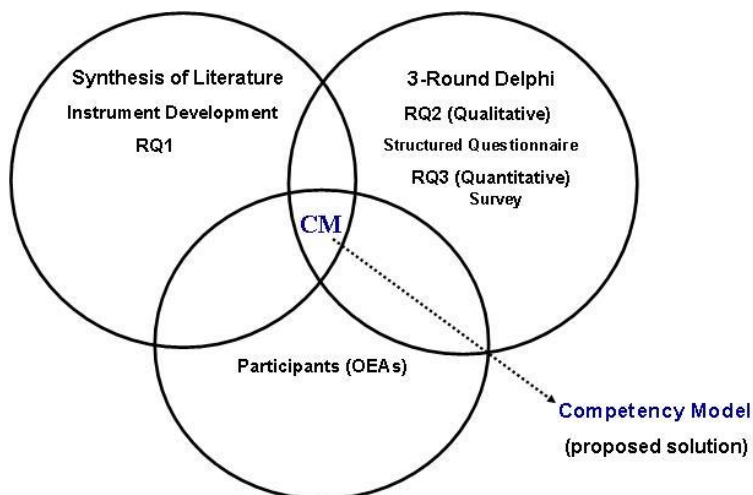 Synthesis of Literature
Instrument Development
RQ1
3-Round Delphi
RQ2 (Qualitative)
Structured Questionnaire
RQ3 (Quantitative)
Survey
CM
Participants (OEAs)
Competency Model
(proposed solution)